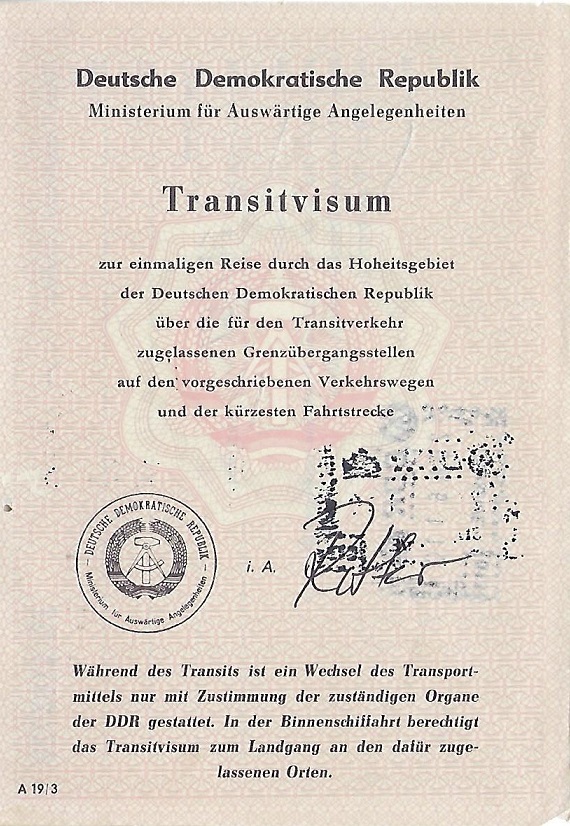 Deutsche Demokratische Republik
Ministerium für Auswärtige Angelegenheiten
Transitvisum
zur einmaligen Reise durch das Hoheitsgebiet
der Deutschen Demokratischen Republik
über die für den Transitverkehr
zugelassenen Grenzübergangsstellen
auf den vorgeschriebenen Verkehrswegen
und der kürzesten Fahrtstrecke
DEUTSCHE DEMOKRATISCHE REPUBLIK
Ministerium für Auswärtige Angelegenheiten
i. A.
Während des Transits ist ein Wechsel des Transport-
mittels nur mit Zustimmung der zuständigen Organe
der DDR gestattet. In der Binnenschiffahrt berechtigt
das Transitvisum zum Landgang an den dafür zuge-
lassenen Orten.
A 19/3